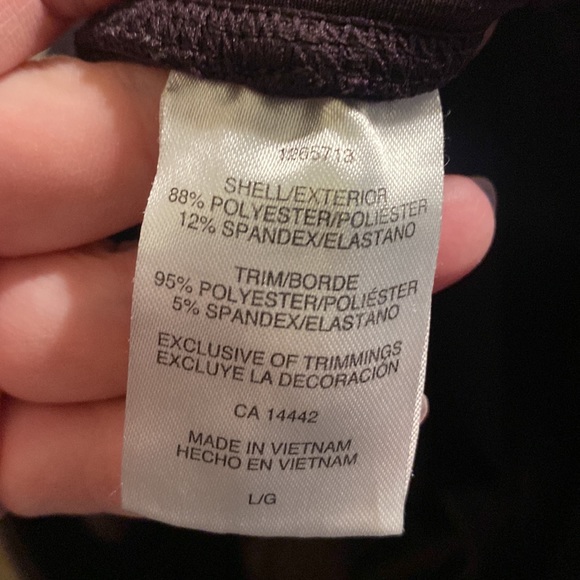 1265713
SHELL/EXTERIOR
88% POLYESTER/POLIÉSTER
12% SPANDEX/ELASTANO
TRIM/BORDE
95% POLYESTER/POLIÉSTER
5% SPANDEX/ELASTANO
EXCLUSIVE OF TRIMMINGS
EXCLUYE LA DECORACIÓN
CA 14442
MADE IN VIETNAM
HECHO EN VIETNAM
L/G